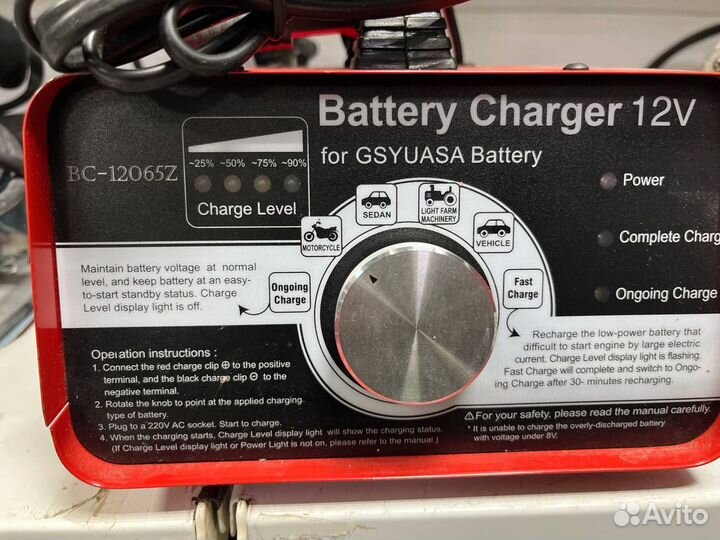 Battery Charger 12V
for GSYUASA Battery
BC-12065Z
~25% ~50% ~75% ~90%
Charge Level
Power
Complete Charg
Ongoing Charge
MOTORCYCLE
SEDAN
LIGHT FARM
MACHINERY
VEHICLE
Ongoing
Charge
Fast
Charge
Maintain battery voltage at normal
level, and keep battery at an easy-
to-start standby status. Charge
Level display light is off.
Recharge the low-power battery that
difficult to start engine by large electric
current. Charge Level display light is flashing.
Fast Charge will complete and switch to Ongo-
ing Charge after 30- minutes recharging.
Operation instructions :
1. Connect the red charge clip ⊕ to the positive
terminal, and the black charge clip ⊖ to the
negative terminal.
2. Rotate the knob to point at the applied charging
type of battery.
3. Plug to a 220V AC socket. Start to charge.
4. When the charging starts, Charge Level display light will show the charging status.
(If Charge Level display light or Power Light is not on, please refer to the manual.)
⚠For your safety, please read the manual carefully.
* It is unable to charge the overly-discharged battery
with voltage under 8V.
Avito